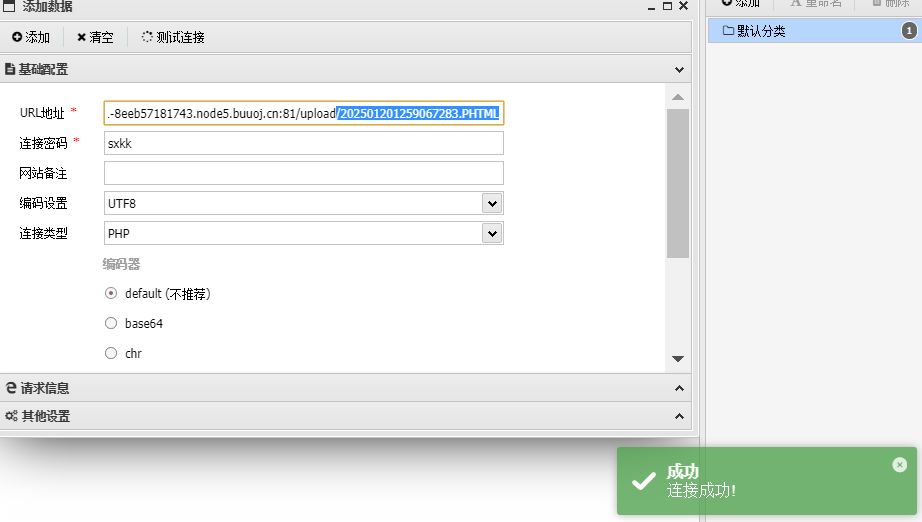 添加数据
添加 清空 测试连接
基础配置
URL地址 *
.-8eeb57181743.node5.buuoj.cn:81/upload/202501201259067283.PHTML
连接密码 *
sxkk
网站备注
编码设置
UTF8
连接类型
PHP
编码器
default (不推荐)
base64
chr
请求信息
其他设置
添加 重命名 删除
默认分类 1
成功
连接成功!